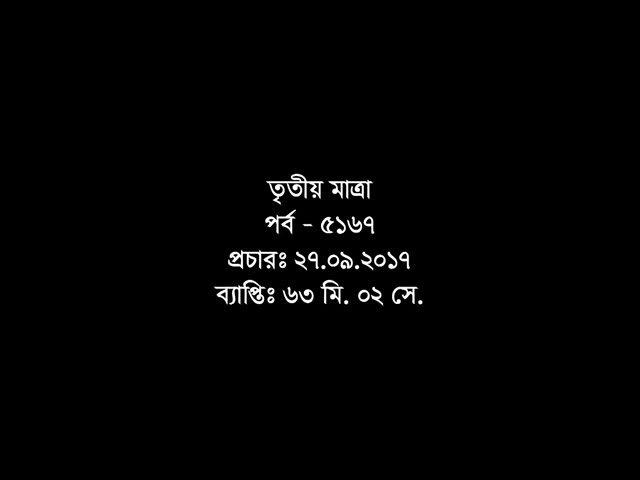 তৃতীয় মাত্রা
পর্ব - ৫১৬৭
প্রচারঃ ২৭.০৯.২০১৭
ব্যাপ্তিঃ ৬৩ মি. ০২ সে.